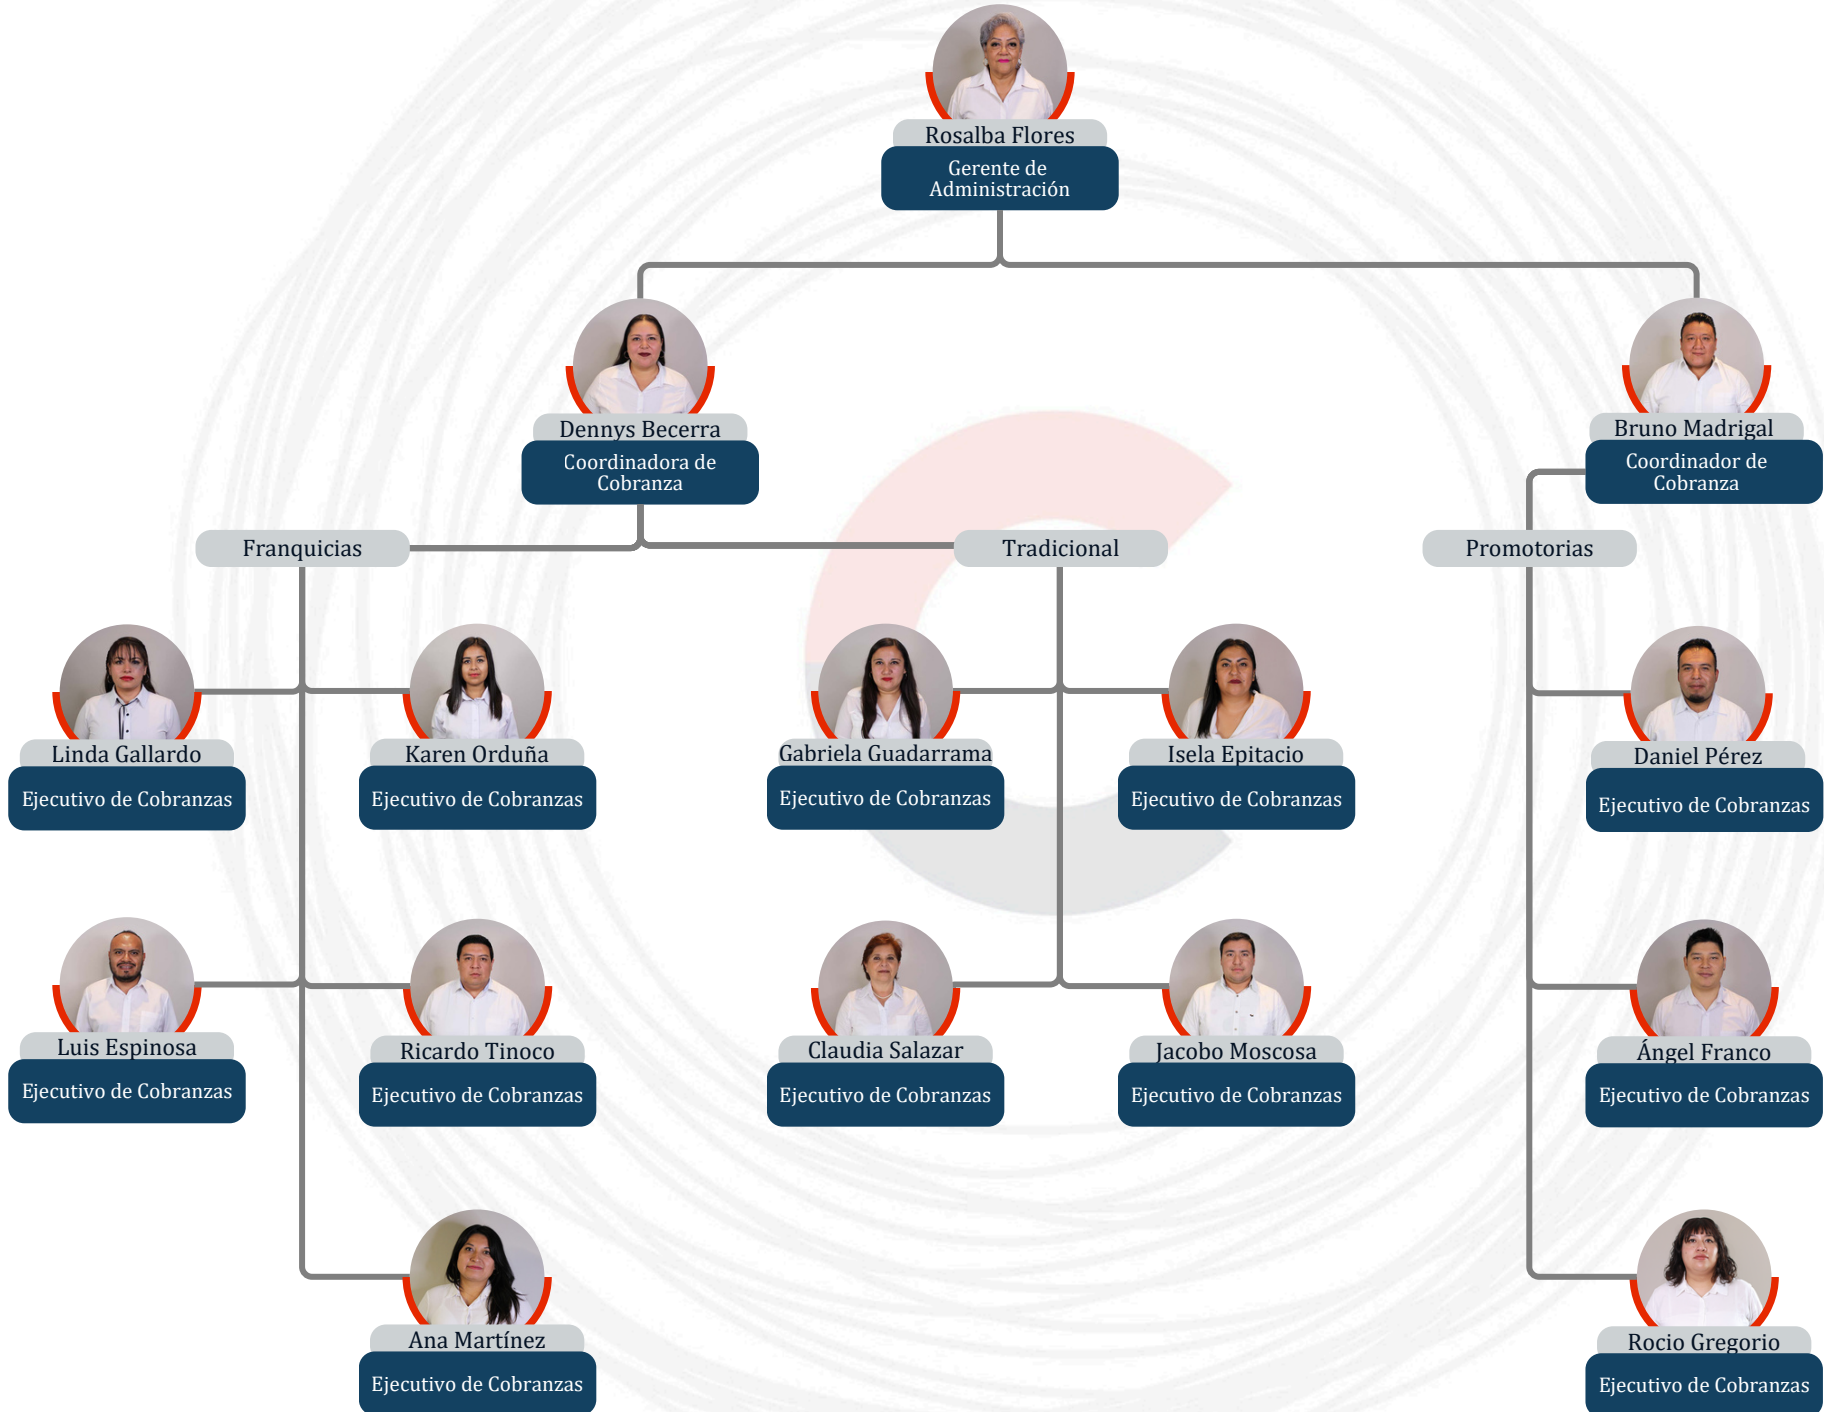 Rosalba Flores
Gerente de
Administración
Dennys Becerra
Coordinadora de
Cobranza
Bruno Madrigal
Coordinador de
Cobranza
Franquicias
Tradicional
Promotorias
Linda Gallardo
Ejecutivo de Cobranzas
Karen Orduña
Ejecutivo de Cobranzas
Gabriela Guadarrama
Ejecutivo de Cobranzas
Isela Epitacio
Ejecutivo de Cobranzas
Daniel Pérez
Ejecutivo de Cobranzas
Luis Espinosa
Ejecutivo de Cobranzas
Ricardo Tinoco
Ejecutivo de Cobranzas
Claudia Salazar
Ejecutivo de Cobranzas
Jacobo Moscosa
Ejecutivo de Cobranzas
Ángel Franco
Ejecutivo de Cobranzas
Ana Martínez
Ejecutivo de Cobranzas
Rocio Gregorio
Ejecutivo de Cobranzas